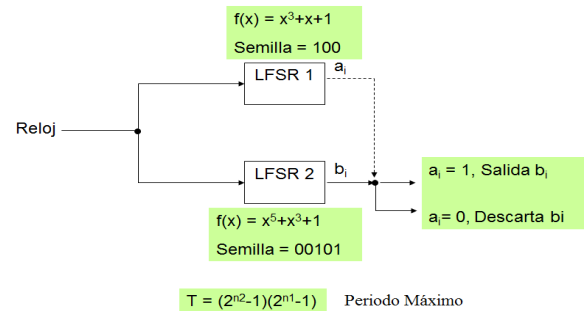 f(x) = x³+x+1
Semilla = 100
LFSR 1
aᵢ
Reloj
LFSR 2
bᵢ
aᵢ = 1, Salida bᵢ
aᵢ= 0, Descarta bi
f(x) = x⁵+x³+1
Semilla = 00101
T = (2ⁿ²-1)(2ⁿ¹-1) Periodo Máximo